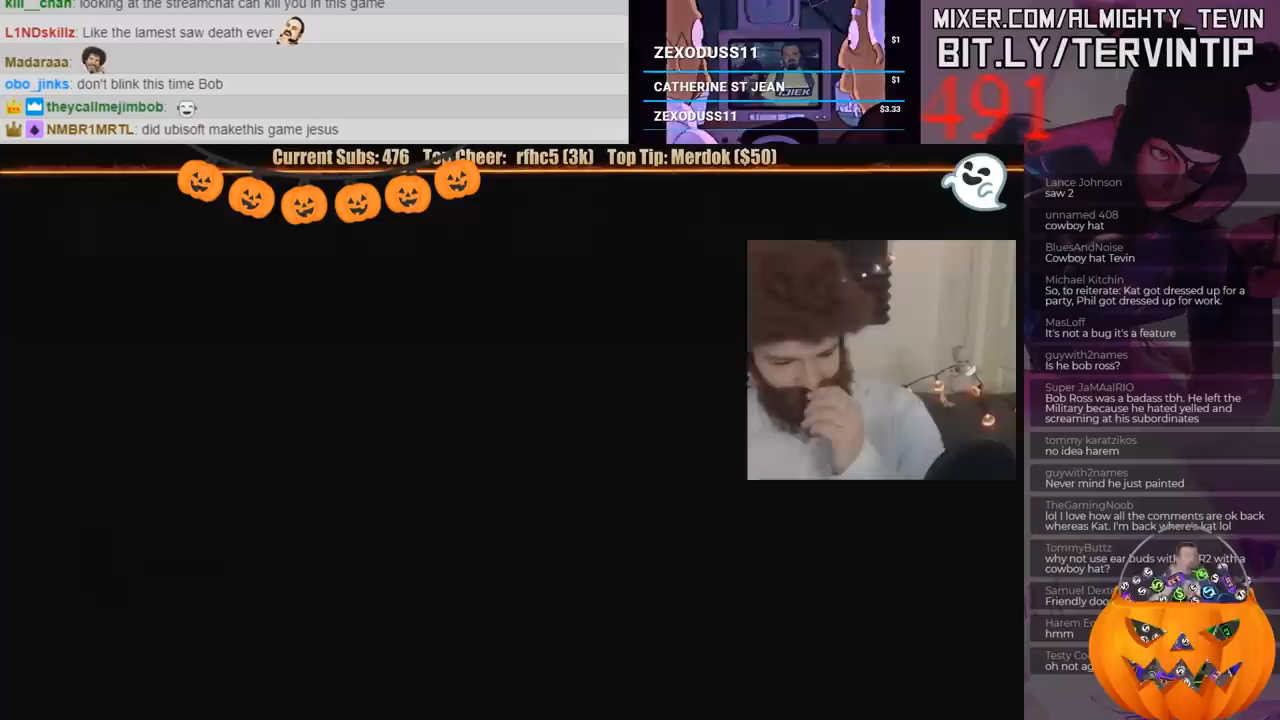 kill__chan: looking at the streamchat can kill you in this game
L1NDskillz: Like the lamest saw death ever
Madaraaa:
obo_jinks: don't blink this time Bob
theycallmejimbob:
NMBR1MRTL: did ubisoft makethis game jesus
ZEXODUSS11 $1
CATHERINE ST JEAN $1
ZEXODUSS11 $3.33
MIXER.COM/ALMIGHTY_TEVIN
BIT.LY/TERVINTIP
491
Current Subs: 476 Top Cheer: rfhc5 (3k) Top Tip: Merdok ($50)
Lance Johnson
saw 2
unnamed 408
cowboy hat
BluesAndNoise
Cowboy hat Tevin
Michael Kitchin
So, to reiterate: Kat got dressed up for a
party, Phil got dressed up for work.
MasLoff
It's not a bug it's a feature
guywith2names
Is he bob ross?
Super JaMAalRIO
Bob Ross was a badass tbh. He left the
Military because he hated yelled and
screaming at his subordinates
tommy karatzikos
no idea harem
guywith2names
Never mind he just painted
TheGamingNoob
lol I love how all the comments are ok back
whereas Kat. I'm back where's kat lol
TommyButtz
why not use ear buds with a
cowboy hat?
Samuel
Friendly
Harem
hmm
Testy
oh not